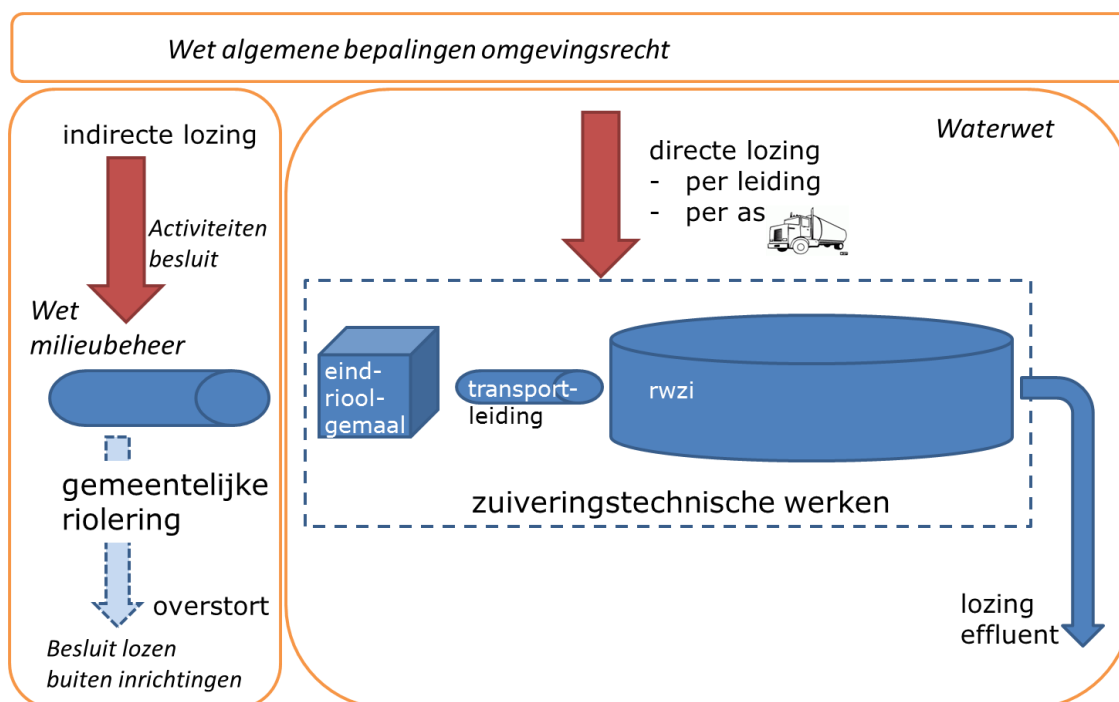 Wet algemene bepalingen omgevingsrecht
indirecte lozing
Activiteiten
besluit
Wet
milieubeheer
gemeentelijke
riolering
overstort
Besluit lozen
buiten inrichtingen
Waterwet
directe lozing
- per leiding
- per as
eind-
riool-
gemaal
transport-
leiding
rwzi
zuiveringstechnische werken
lozing
effluent